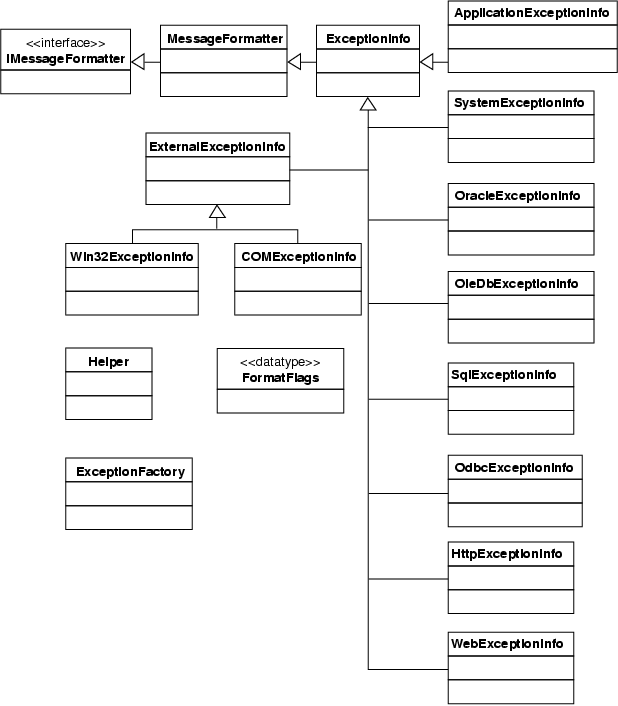 ApplicationExceptionInfo
<<interface>>
IMessageFormatter
MessageFormatter
ExceptionInfo
SystemExceptionInfo
ExternalExceptionInfo
OracleExceptionInfo
Win32ExceptionInfo
COMExceptionInfo
OleDbExceptionInfo
Helper
<<datatype>>
FormatFlags
SqlExceptionInfo
ExceptionFactory
OdbcExceptionInfo
HttpExceptionInfo
WebExceptionInfo